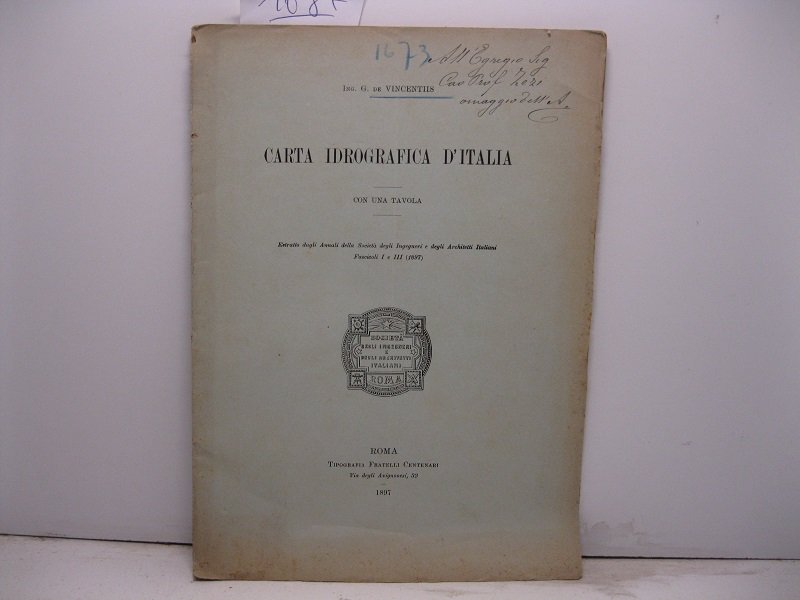 1673
All'Egregio Sig
Cav Prof Zezi
omaggio dell'A.
Ing. G. de VINCENTIIS
CARTA IDROGRAFICA D'ITALIA
CON UNA TAVOLA
Estratto dagli Annali della Società degli Ingegneri e degli Architetti Italiani
Fascicoli I e III (1897)
SOCIETÀ
DEGLI INGEGNERI
E
DEGLI ARCHITETTI
ITALIANI
ROMA
ROMA
Tipografia Fratelli Centenari
Via degli Avignonesi, 32
1897